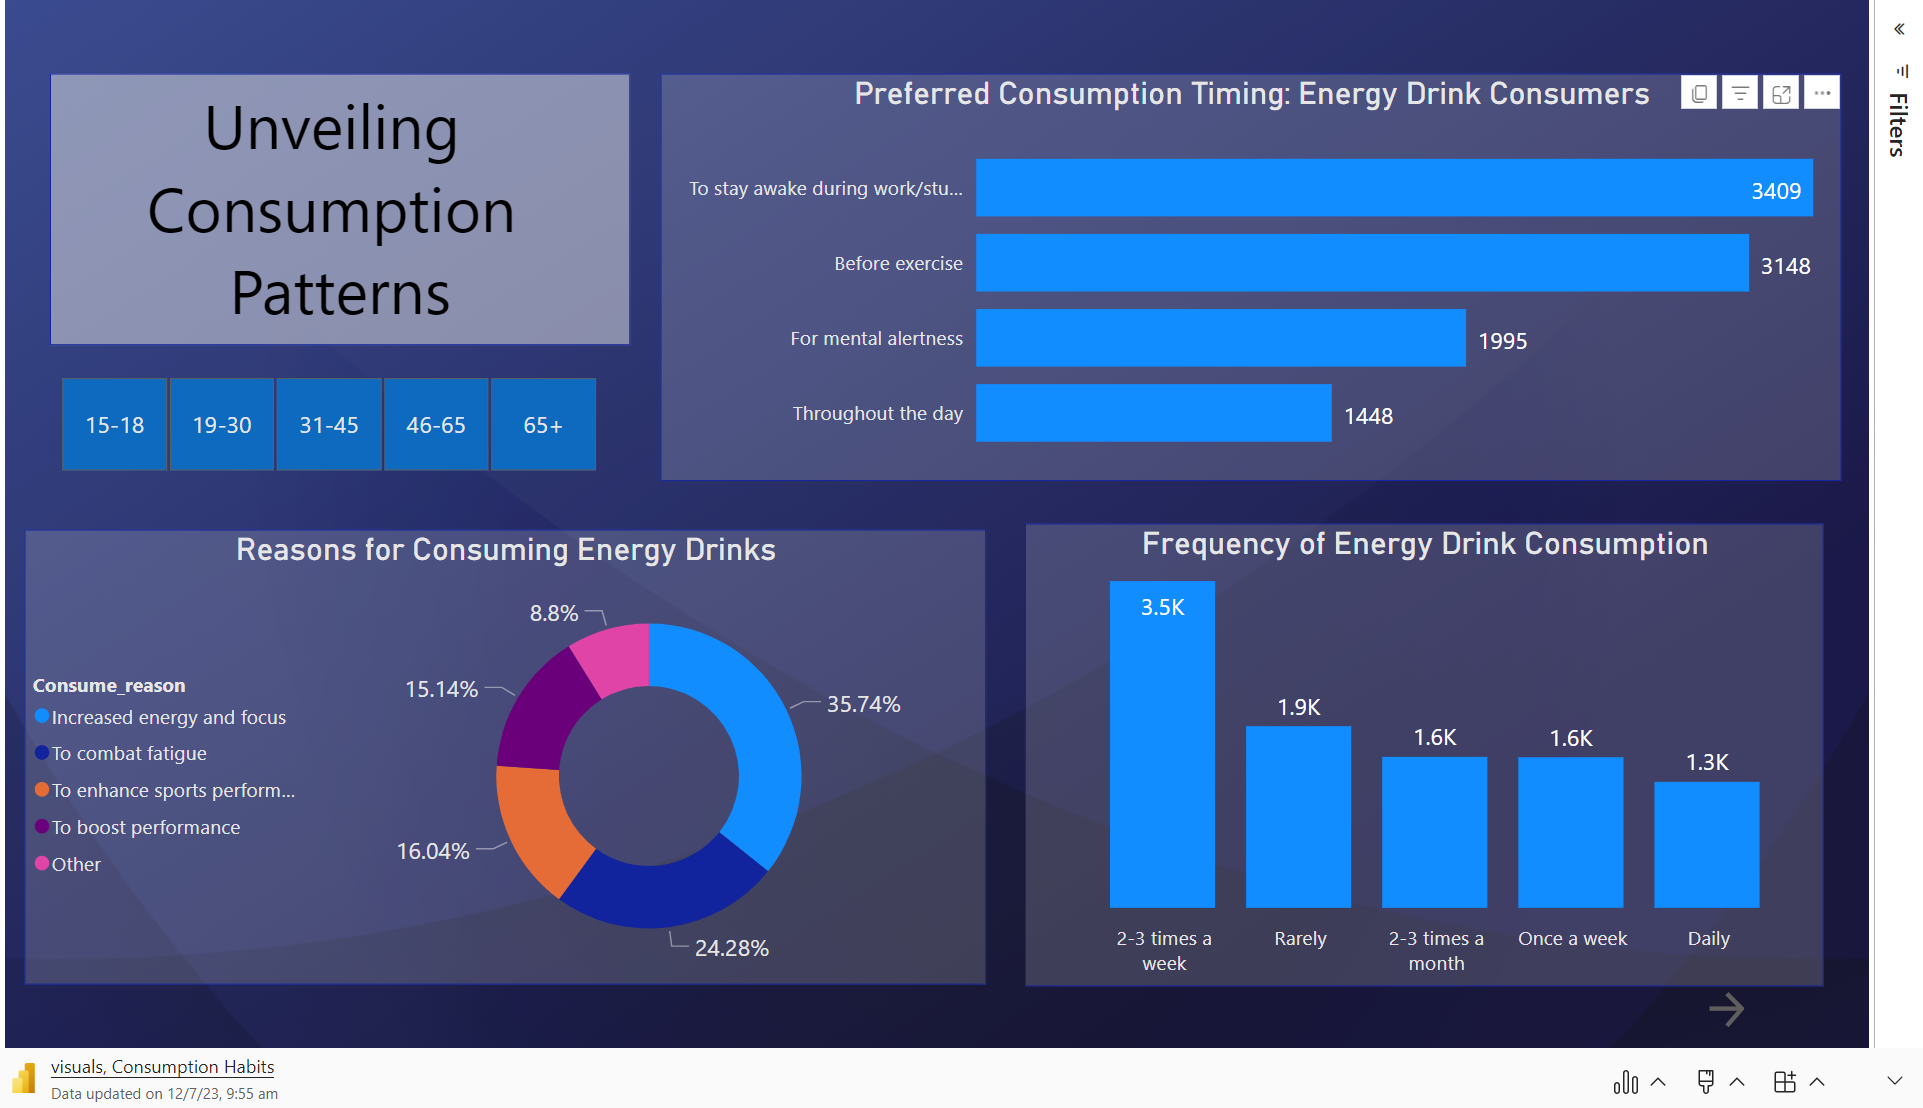 Unveiling
Consumption
Patterns
15-18
19-30
31-45
46-65
65+
Preferred Consumption Timing: Energy Drink Consumers
To stay awake during work/stu...
3409
Before exercise
3148
For mental alertness
1995
Throughout the day
1448
Filters
Reasons for Consuming Energy Drinks
Consume_reason
Increased energy and focus
To combat fatigue
To enhance sports perform...
To boost performance
Other
8.8%
15.14%
35.74%
16.04%
24.28%
Frequency of Energy Drink Consumption
3.5K
1.9K
1.6K
1.6K
1.3K
2-3 times a
week
Rarely
2-3 times a
month
Once a week
Daily
visuals, Consumption Habits
Data updated on 12/7/23, 9:55 am